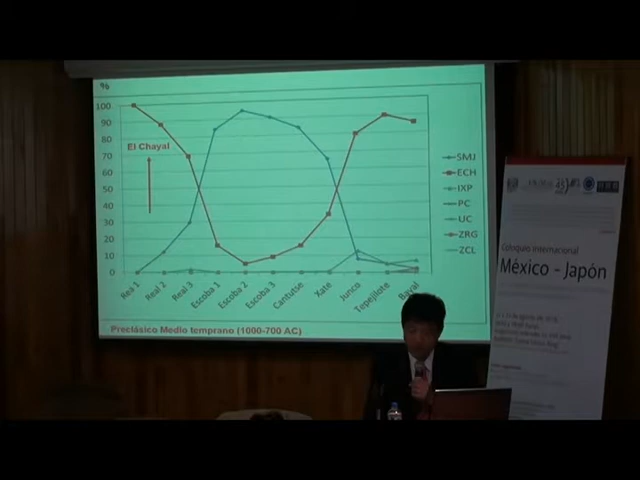 %
100
90
80
70
60
50
40
30
20
10
0
El Chayal
SMJ
ECH
IXP
PC
UC
ZRG
ZCL
Rea 1
Real 2
Real 3
Escoba 1
Escoba 2
Escoba 3
Cantutse
Xate
Junco
Tepejilote
Bayal
Preclásico Medio temprano (1000-700 AC)
Coloquio Internacional
México - Japón